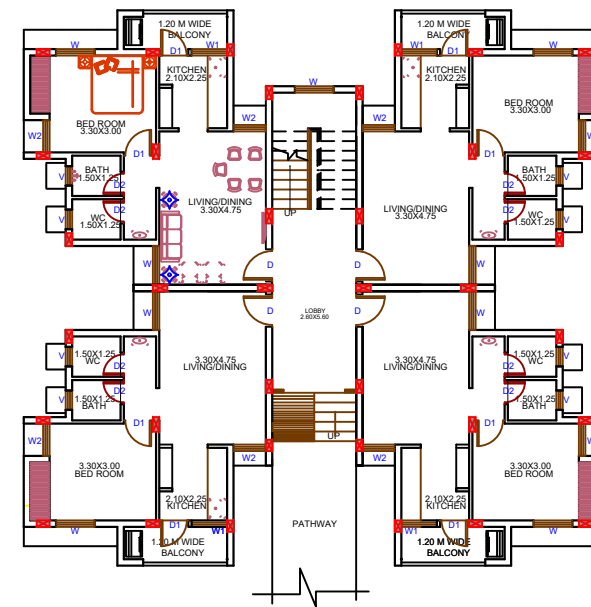 1.20 M WIDE
BALCONY
1.20 M WIDE
BALCONY
W
D1
W1
W1
D1
W
KITCHEN
2.10X2.25
KITCHEN
2.10X2.25
W
BED ROOM
3.30X3.00
BED ROOM
3.30X3.00
W2
W2
W2
W2
D1
D1
V
BATH
1.50X1.25
D2
D2
BATH
1.50X1.25
V
V
WC
1.50X1.25
D2
LIVING/DINING
3.30X4.75
UP
LIVING/DINING
3.30X4.75
D2
WC
1.50X1.25
V
W
D
D
W
W
D
LOBBY
2.60X5.60
D
W
V
1.50X1.25
WC
D2
3.30X4.75
LIVING/DINING
3.30X4.75
LIVING/DINING
D2
1.50X1.25
WC
V
V
1.50X1.25
BATH
D2
D2
1.50X1.25
BATH
V
D1
UP
D1
W2
W2
W2
W2
3.30X3.00
BED ROOM
3.30X3.00
BED ROOM
2.10X2.25
KITCHEN
2.10X2.25
KITCHEN
W
D1
W1
PATHWAY
W1
D1
W
1.20 M WIDE
BALCONY
1.20 M WIDE
BALCONY